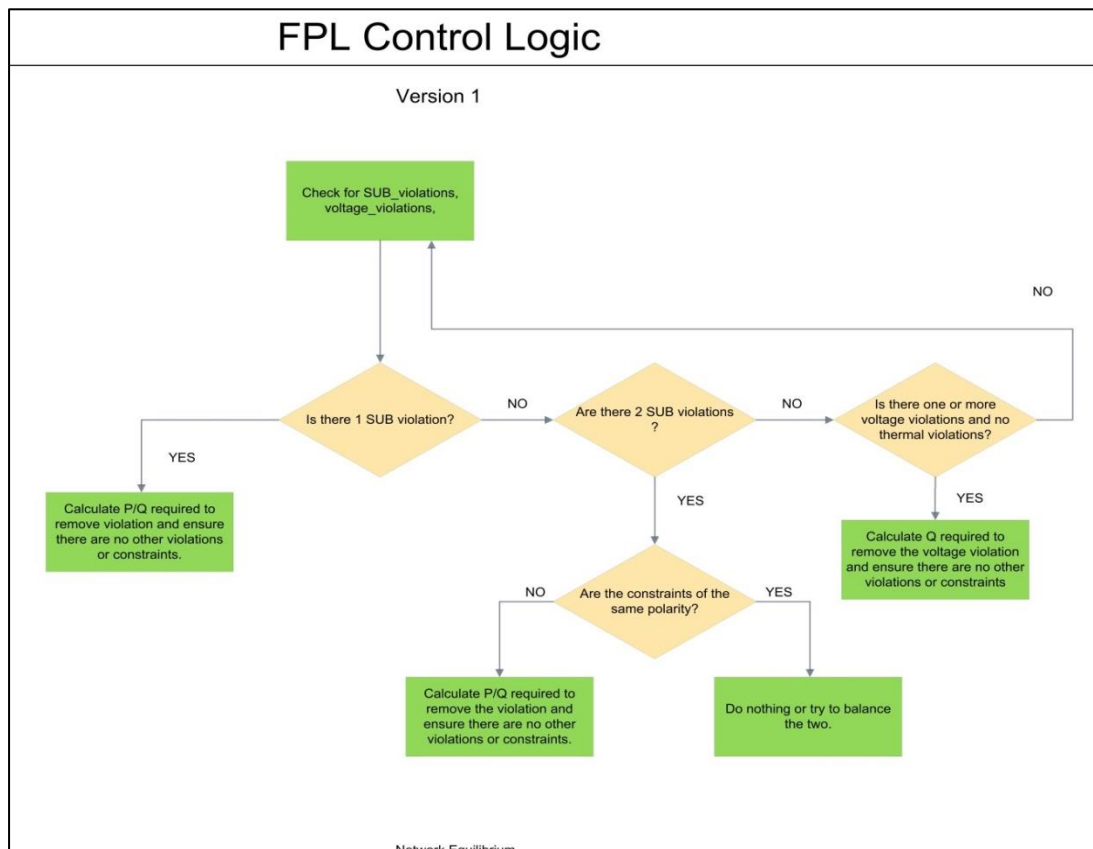 FPL Control Logic
Version 1
Check for SUB_violations,
voltage_violations,
NO
Is there 1 SUB violation?
NO
Are there 2 SUB violations
?
NO
Is there one or more
voltage violations and no
thermal violations?
YES
Calculate P/Q required to
remove violation and ensure
there are no other violations
or constraints.
YES
YES
Calculate Q required to
remove the voltage violation
and ensure there are no other
violations or constraints
NO
Are the constraints of the
same polarity?
YES
Calculate P/Q required to
remove the violation and
ensure there are no other
violations or constraints.
Do nothing or try to balance
the two.
Network Equilibrium